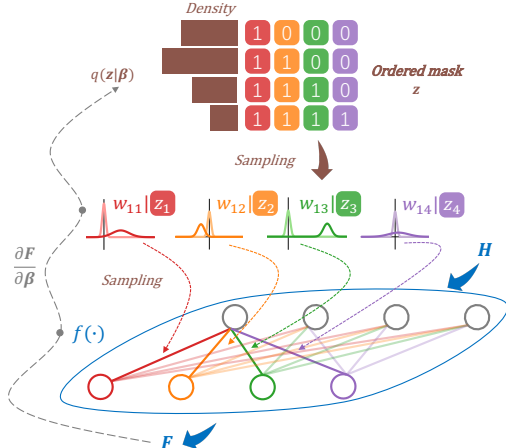 Density
q(z|β)
1 0 0 0
1 1 0 0
1 1 1 0
1 1 1 1
Ordered mask
z
Sampling
w₁₁|z₁ w₁₂|z₂ w₁₃|z₃ w₁₄|z₄
∂F
∂β
Sampling
H
f(·)
F